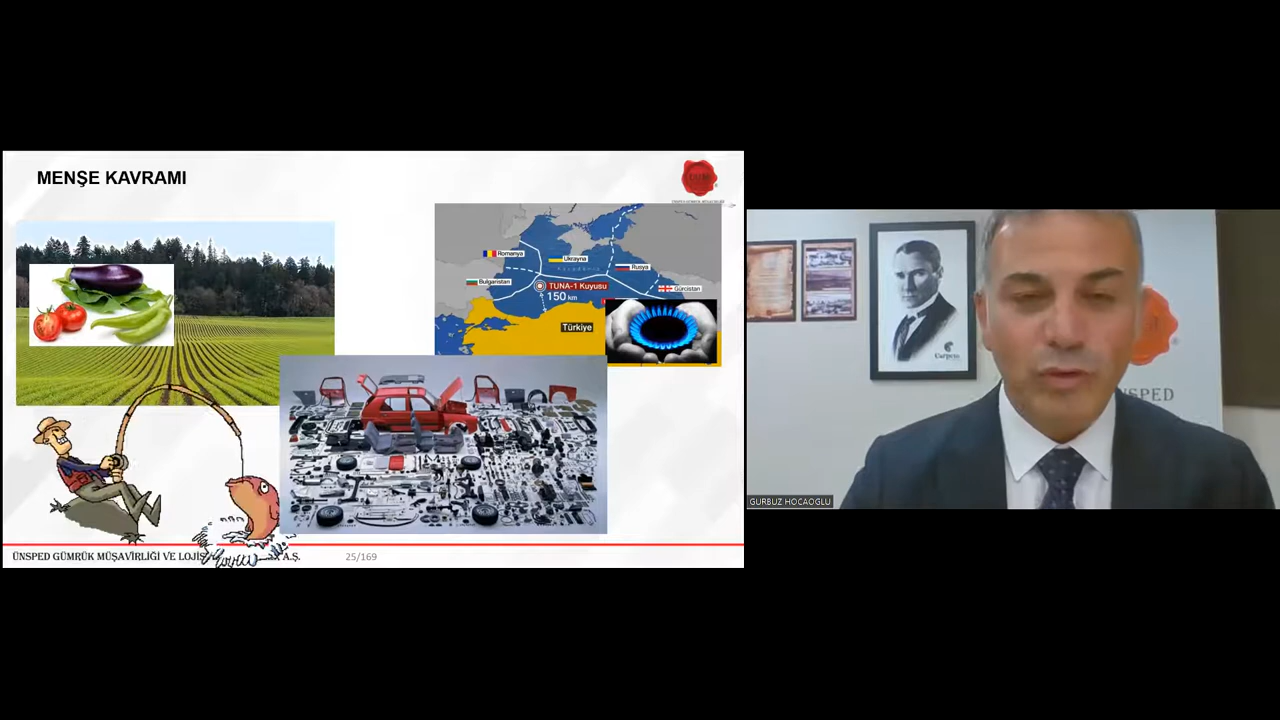 MENŞE KAVRAMI
Romanya
Ukrayna
Rusya
Karadeniz
Bulgaristan
TUNA-1 Kuyusu
Gürcistan
150 km
Türkiye
ÜNSPED GÜMRÜK MÜŞAVİRLİĞİ VE LOJİS
A.Ş.
25/169
NSPED
GURBUZ HOCAOGLU